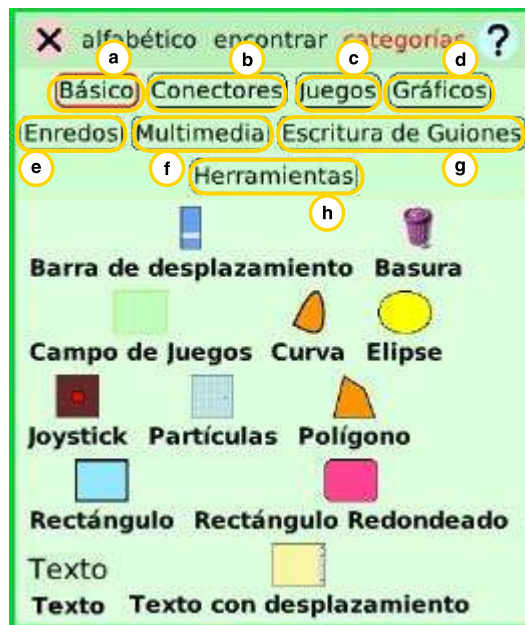 alfabético encontrar categorías ?
a b c d
Básico Conectores Juegos Gráficos
Enredos Multimedia Escritura de Guiones
e f g
Herramientas
h
Barra de desplazamiento Basura
Campo de Juegos Curva Elipse
Joystick Partículas Polígono
Rectángulo Rectángulo Redondeado
Texto
Texto Texto con desplazamiento